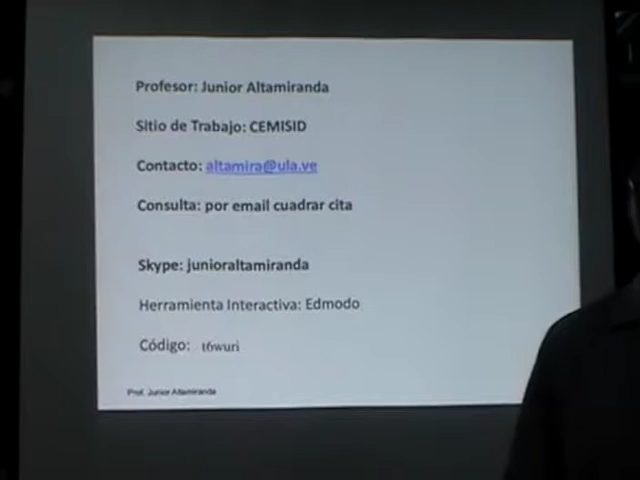 Profesor: Junior Altamiranda
Sitio de Trabajo: CEMISID
Contacto: altamira@ula.ve
Consulta: por email cuadrar cita
Skype: junioraltamiranda
Herramienta Interactiva: Edmodo
Código: t6wuri
Prof. Junior Altamiranda